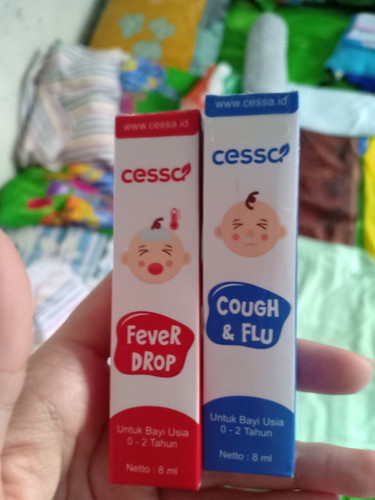 www.cessa.id
cessa
Fever
DROP
Untuk Bayi Usia
0 - 2 Tahun
Netto : 8 ml
www.cessa.id
cessa
COUGH
& FLU
Untuk Bayi Usia
0 - 2 Tahun
Netto : 8 ml